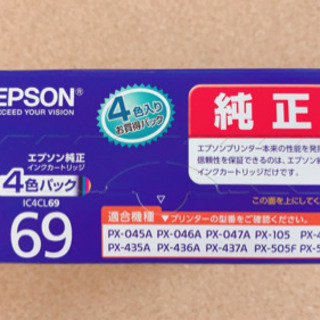 EPSON®
EXCEED YOUR VISION
4色入り
お買得パック
純正
エプソンプリンター本来の性能を発
信頼性を保証できるのは、エプソン純
インクカートリッジだけです。
エプソン純正
インクカートリッジ
4色パック
IC4CL69
69
この面を上にして
適合機種 ▼プリンターの型番をご確認ください。
PX-045A PX-046A PX-047A PX-105 PX-4
PX-435A PX-436A PX-437A PX-505F PX-5